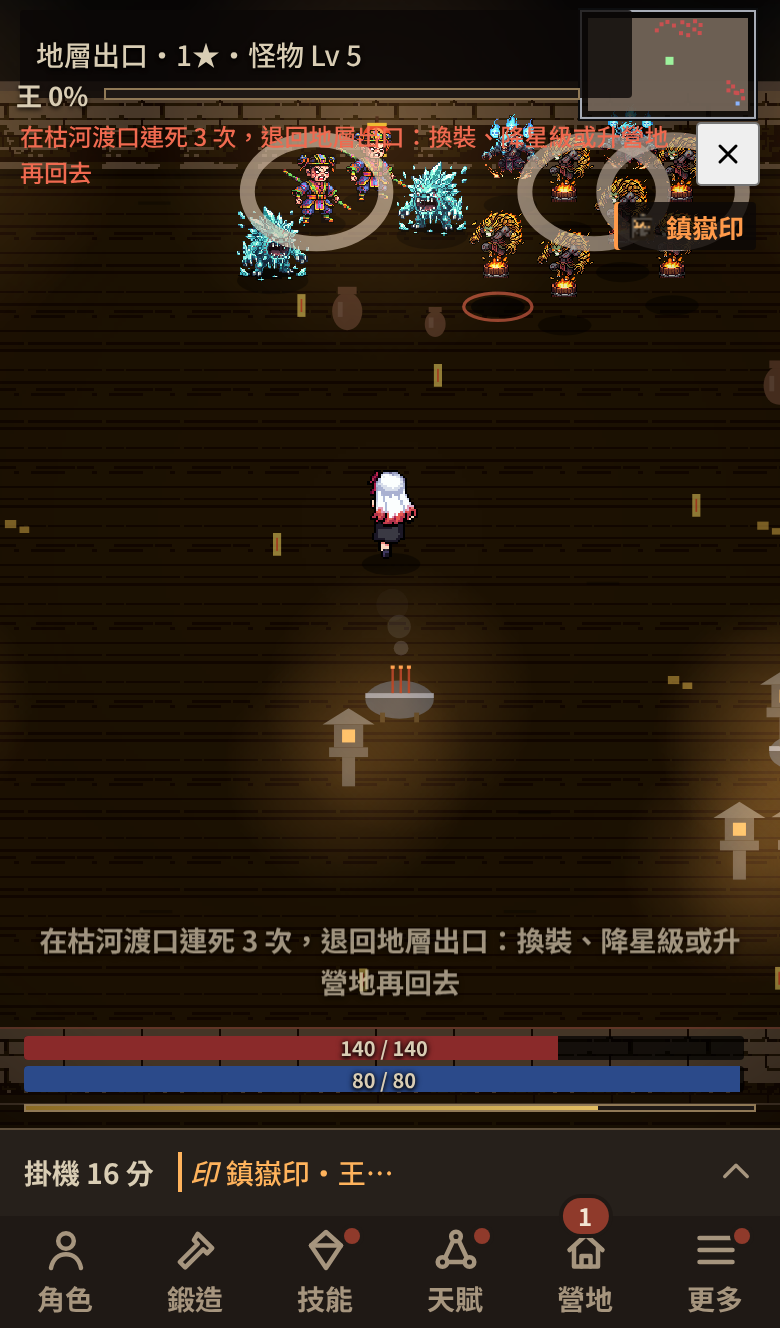 地層出口・1★・怪物 Lv 5
王 0%
在枯河渡口連死 3 次，退回地層出口：換裝、降星級或升營地
再回去
鎮嶽印
在枯河渡口連死 3 次，退回地層出口：換裝、降星級或升
營地再回去
140 / 140
80 / 80
掛機 16 分
印 鎮嶽印・王…
1
角色
鍛造
技能
天賦
營地
更多